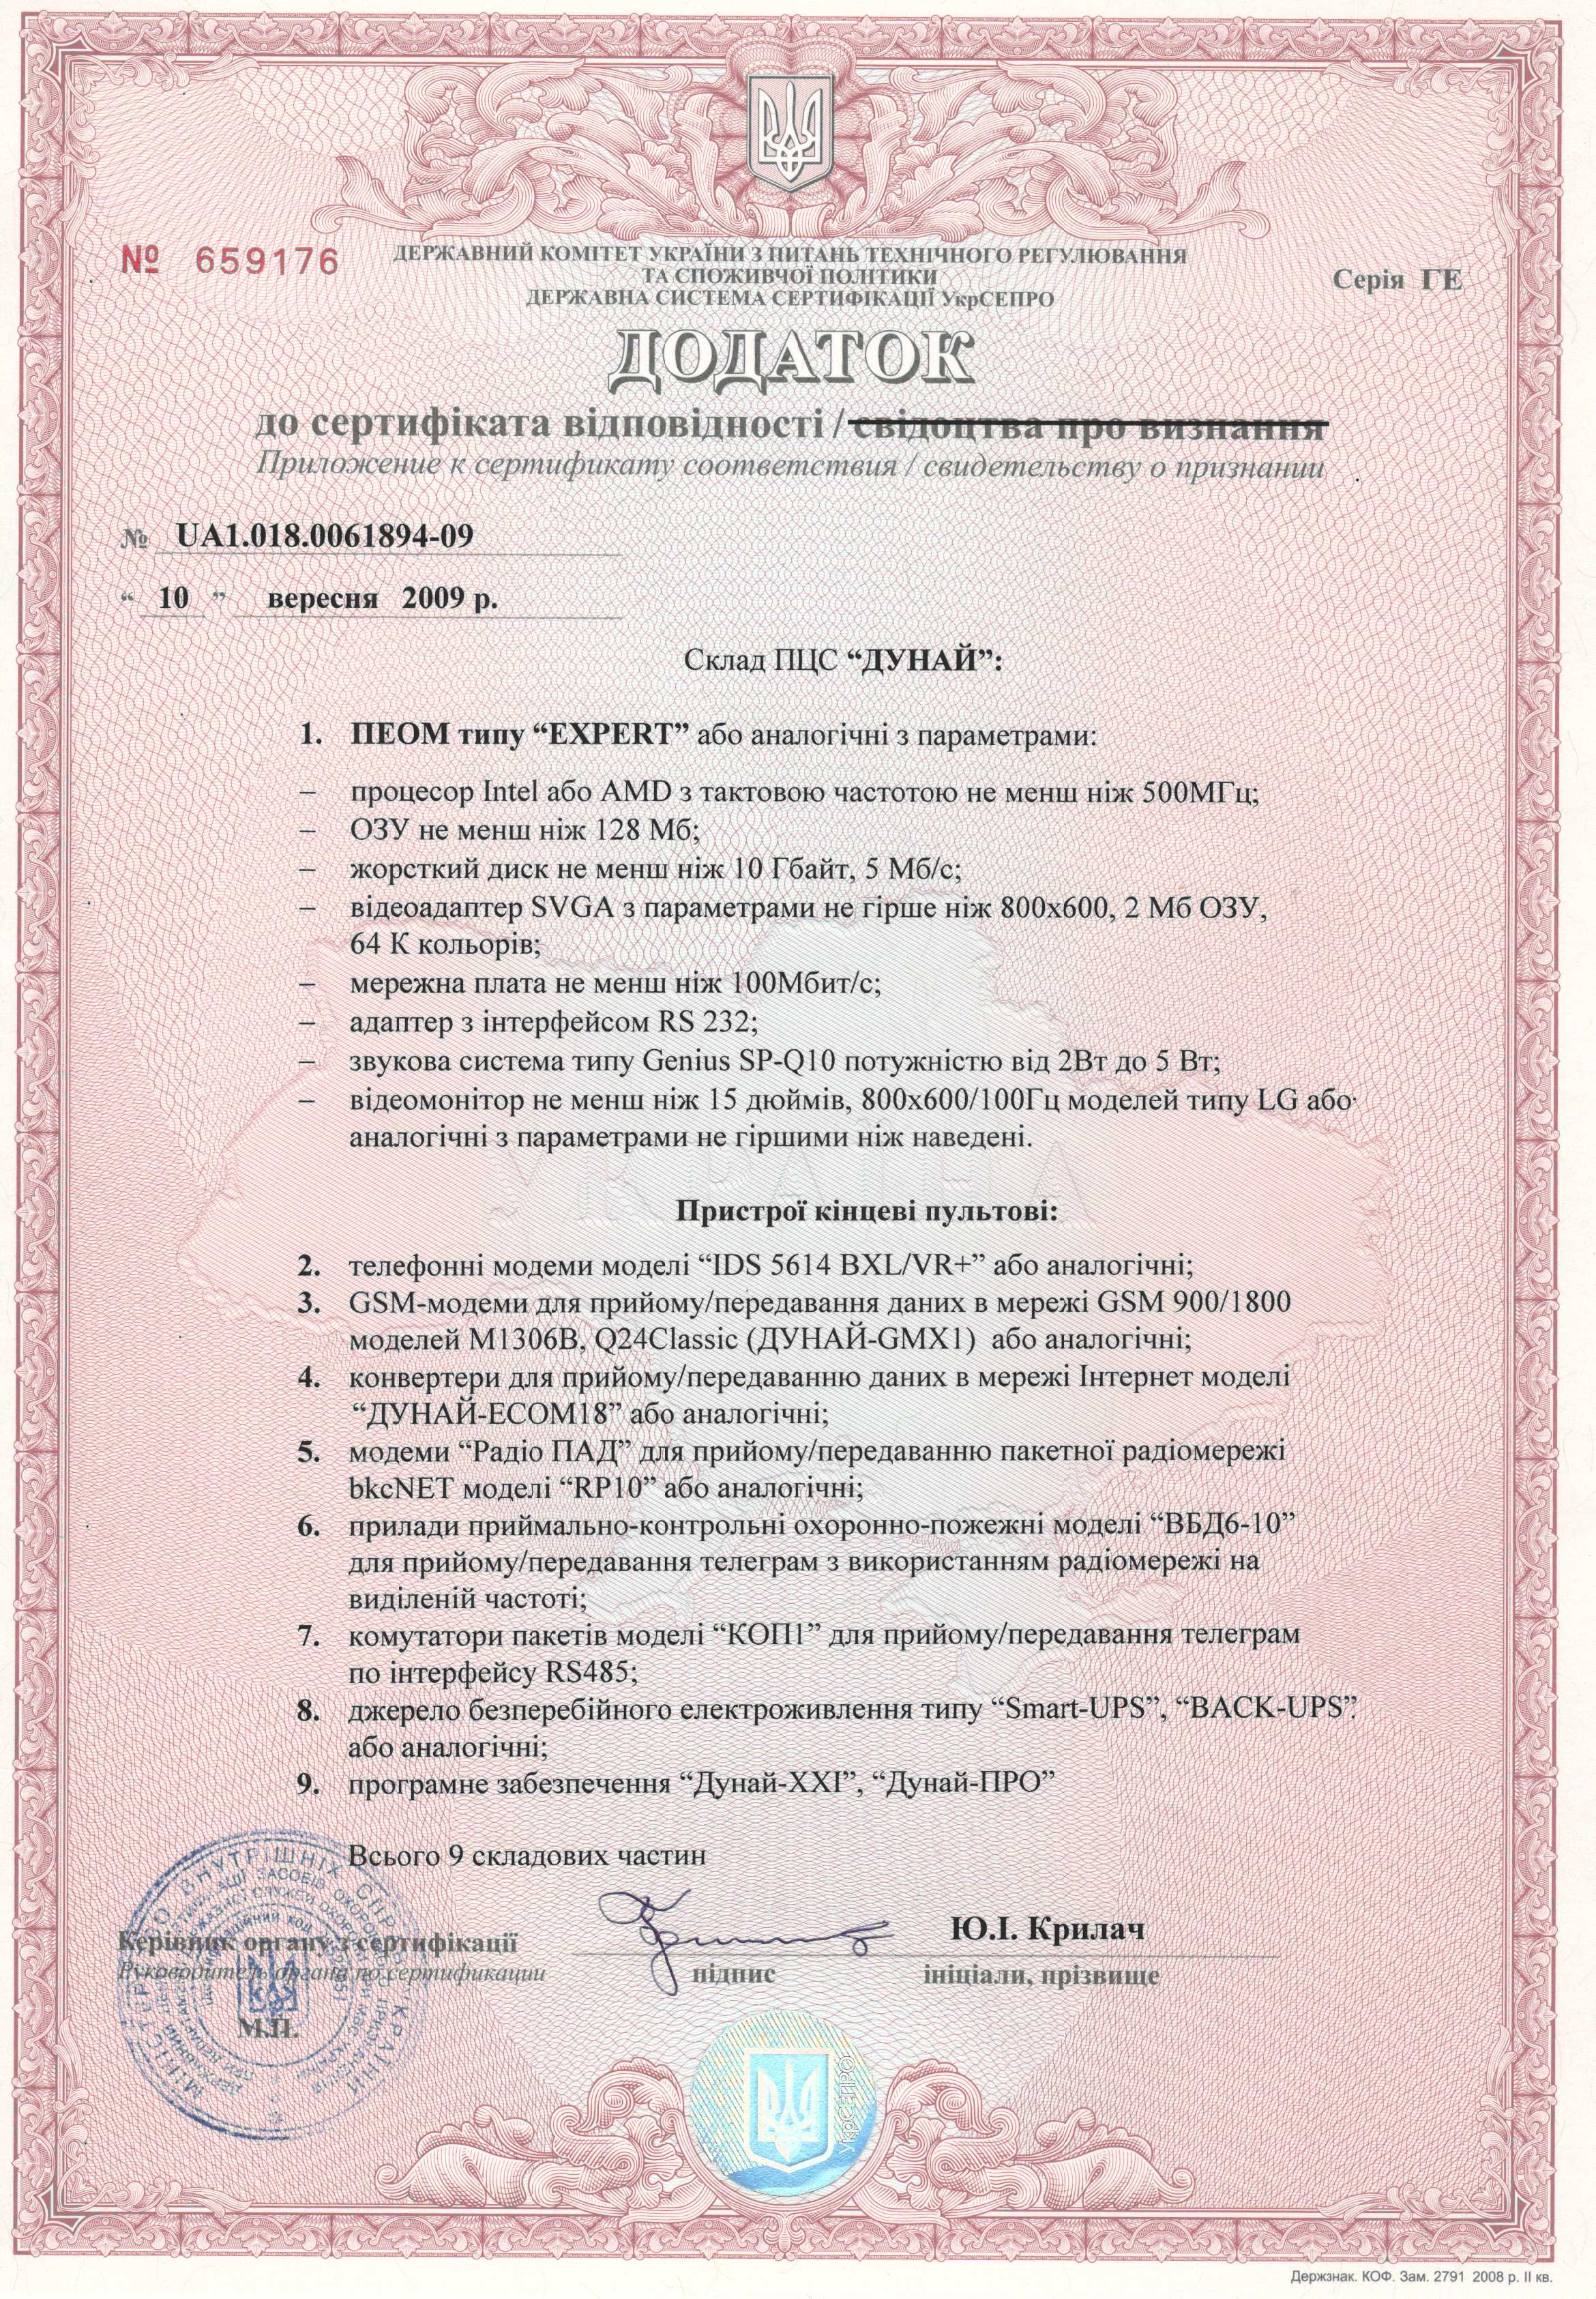 № 659176
ДЕРЖАВНИЙ КОМІТЕТ УКРАЇНИ З ПИТАНЬ ТЕХНІЧНОГО РЕГУЛЮВАННЯ
ТА СПОЖИВЧОЇ ПОЛІТИКИ
ДЕРЖАВНА СИСТЕМА СЕРТИФІКАЦІЇ УкрСЕПРО
Серія ГЕ
ДОДАТОК
до сертифіката відповідності / свідоцтва про визнання
Приложение к сертификату соответствия / свидетельству о признании
№ UA1.018.0061894-09
“ 10 ” вересня 2009 р.
Склад ПЦС “ДУНАЙ”:
1. ПЕОМ типу “EXPERT” або аналогічні з параметрами:
– процесор Intel або AMD з тактовою частотою не менш ніж 500МГц;
– ОЗУ не менш ніж 128 Мб;
– жорсткий диск не менш ніж 10 Гбайт, 5 Мб/с;
– відеоадаптер SVGA з параметрами не гірше ніж 800х600, 2 Мб ОЗУ,
64 К кольорів;
– мережна плата не менш ніж 100Мбит/с;
– адаптер з інтерфейсом RS 232;
– звукова система типу Genius SP-Q10 потужністю від 2Вт до 5 Вт;
– відеомонітор не менш ніж 15 дюймів, 800х600/100Гц моделей типу LG або
аналогічні з параметрами не гіршими ніж наведені.
УКРАЇНА
Пристрої кінцеві пультові:
2. телефонні модеми моделі “IDS 5614 BXL/VR+” або аналогічні;
3. GSM-модеми для прийому/передавання даних в мережі GSM 900/1800
моделей M1306B, Q24Classic (ДУНАЙ-GMX1) або аналогічні;
4. конвертери для прийому/передаванню даних в мережі Інтернет моделі
“ДУНАЙ-ECOM18” або аналогічні;
5. модеми “Радіо ПАД” для прийому/передаванню пакетної радіомережі
bkcNET моделі “RP10” або аналогічні;
6. прилади приймально-контрольні охоронно-пожежні моделі “ВБД6-10”
для прийому/передавання телеграм з використанням радіомережі на
виділеній частоті;
7. комутатори пакетів моделі “КОП1” для прийому/передавання телеграм
по інтерфейсу RS485;
8. джерело безперебійного електроживлення типу “Smart-UPS”, “BACK-UPS”
або аналогічні;
9. програмне забезпечення “Дунай-XXI”, “Дунай-ПРО”
Всього 9 складових частин
Керівник органу з сертифікації
Руководитель органа по сертификации
підпис
Ю.І. Крилач
ініціали, прізвище
М.П.
УкрСЕПРО
Держзнак. КОФ. Зам. 2791 2008 р. II кв.